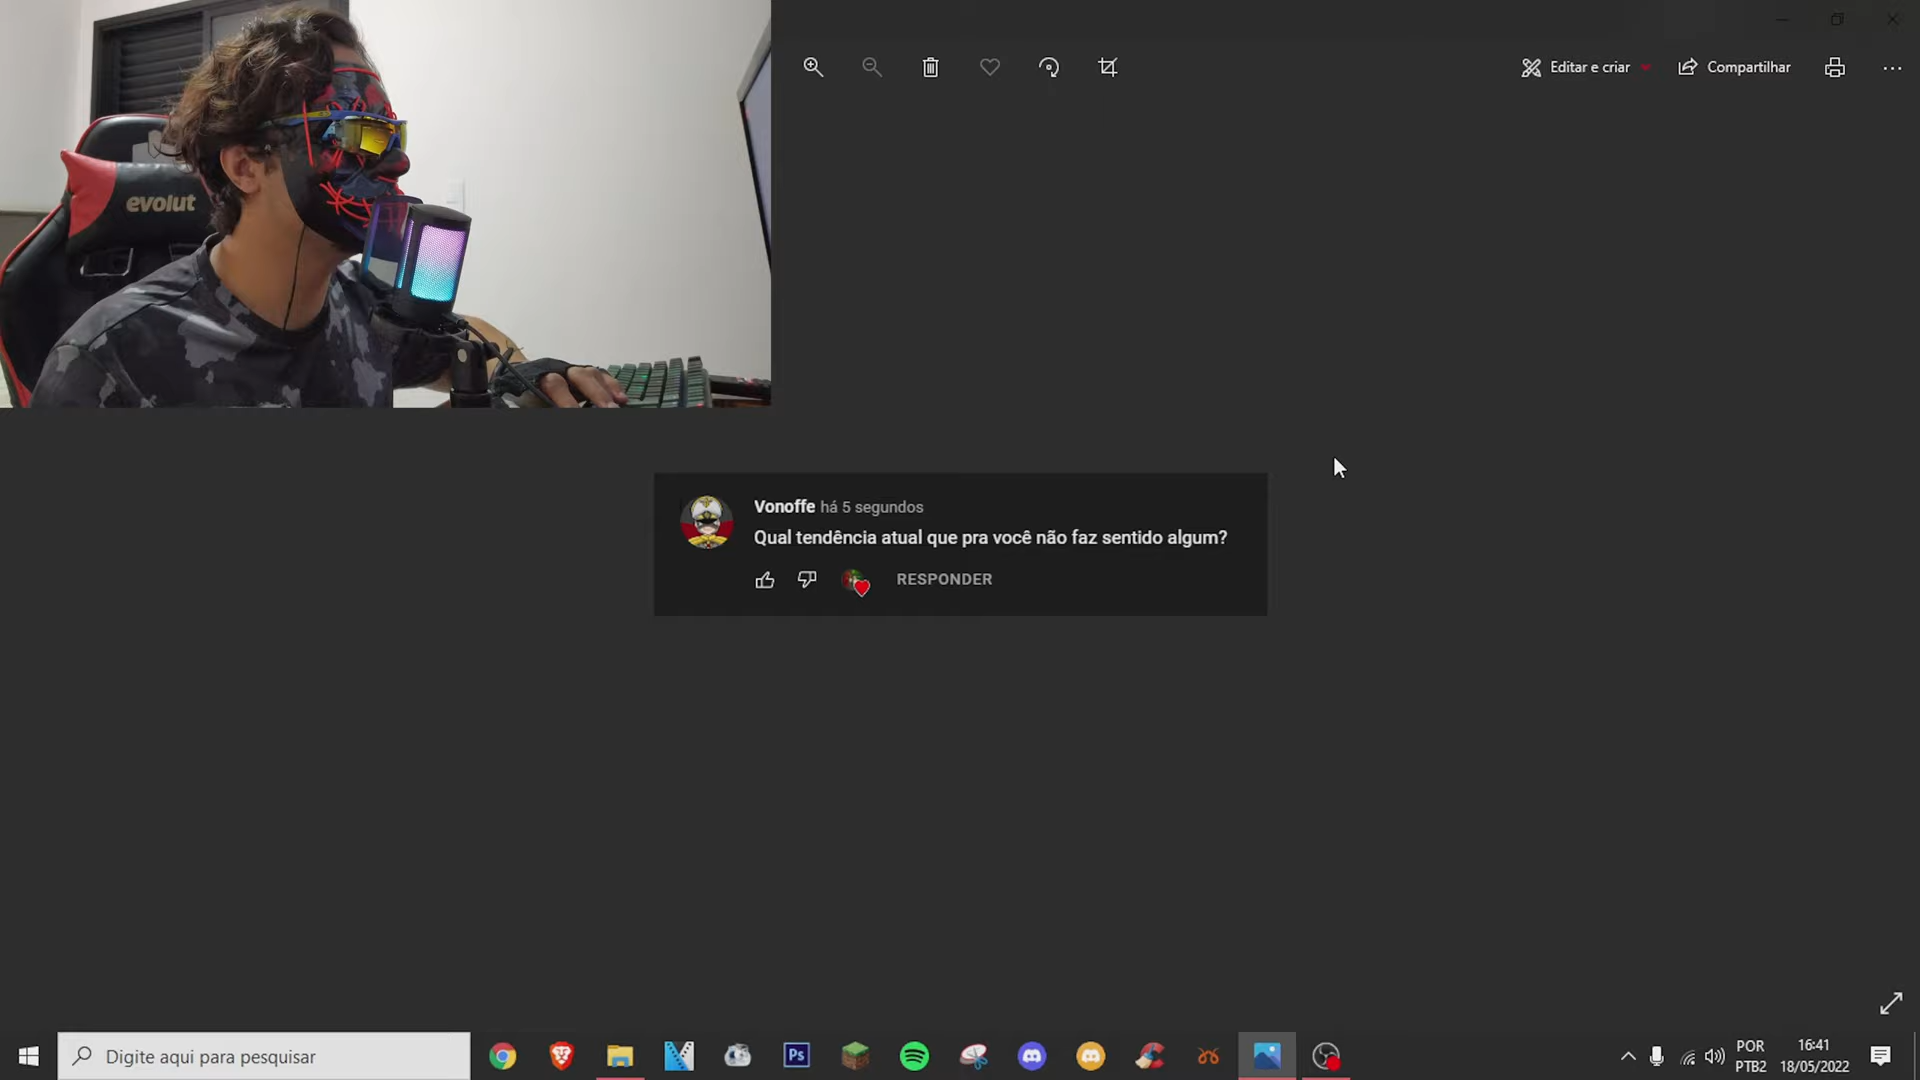 evolut
Editar e criar
Compartilhar
Vonoffe há 5 segundos
Qual tendência atual que pra você não faz sentido algum?
RESPONDER
Digite aqui para pesquisar
Ps
POR
PTB2
16:41
18/05/2022